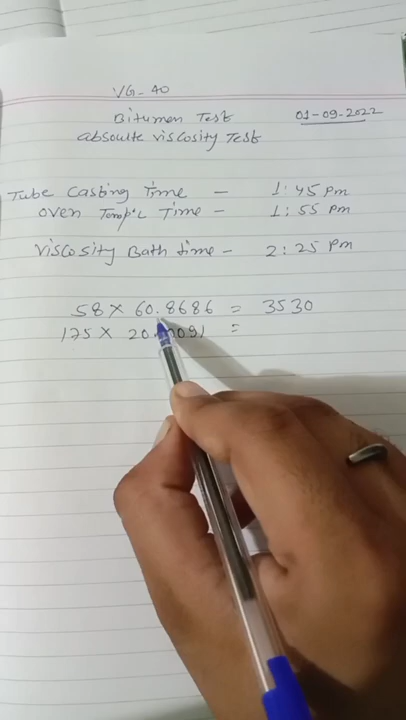 VG-40
Bitumen Test 01-09-2022
absoulte viscosity Test
Tube Casting Time - 1:45 pm
oven Temp°c Time - 1:55 pm
Viscosity Bath time - 2:25 pm
58 × 60.8686 = 3530
175 × =